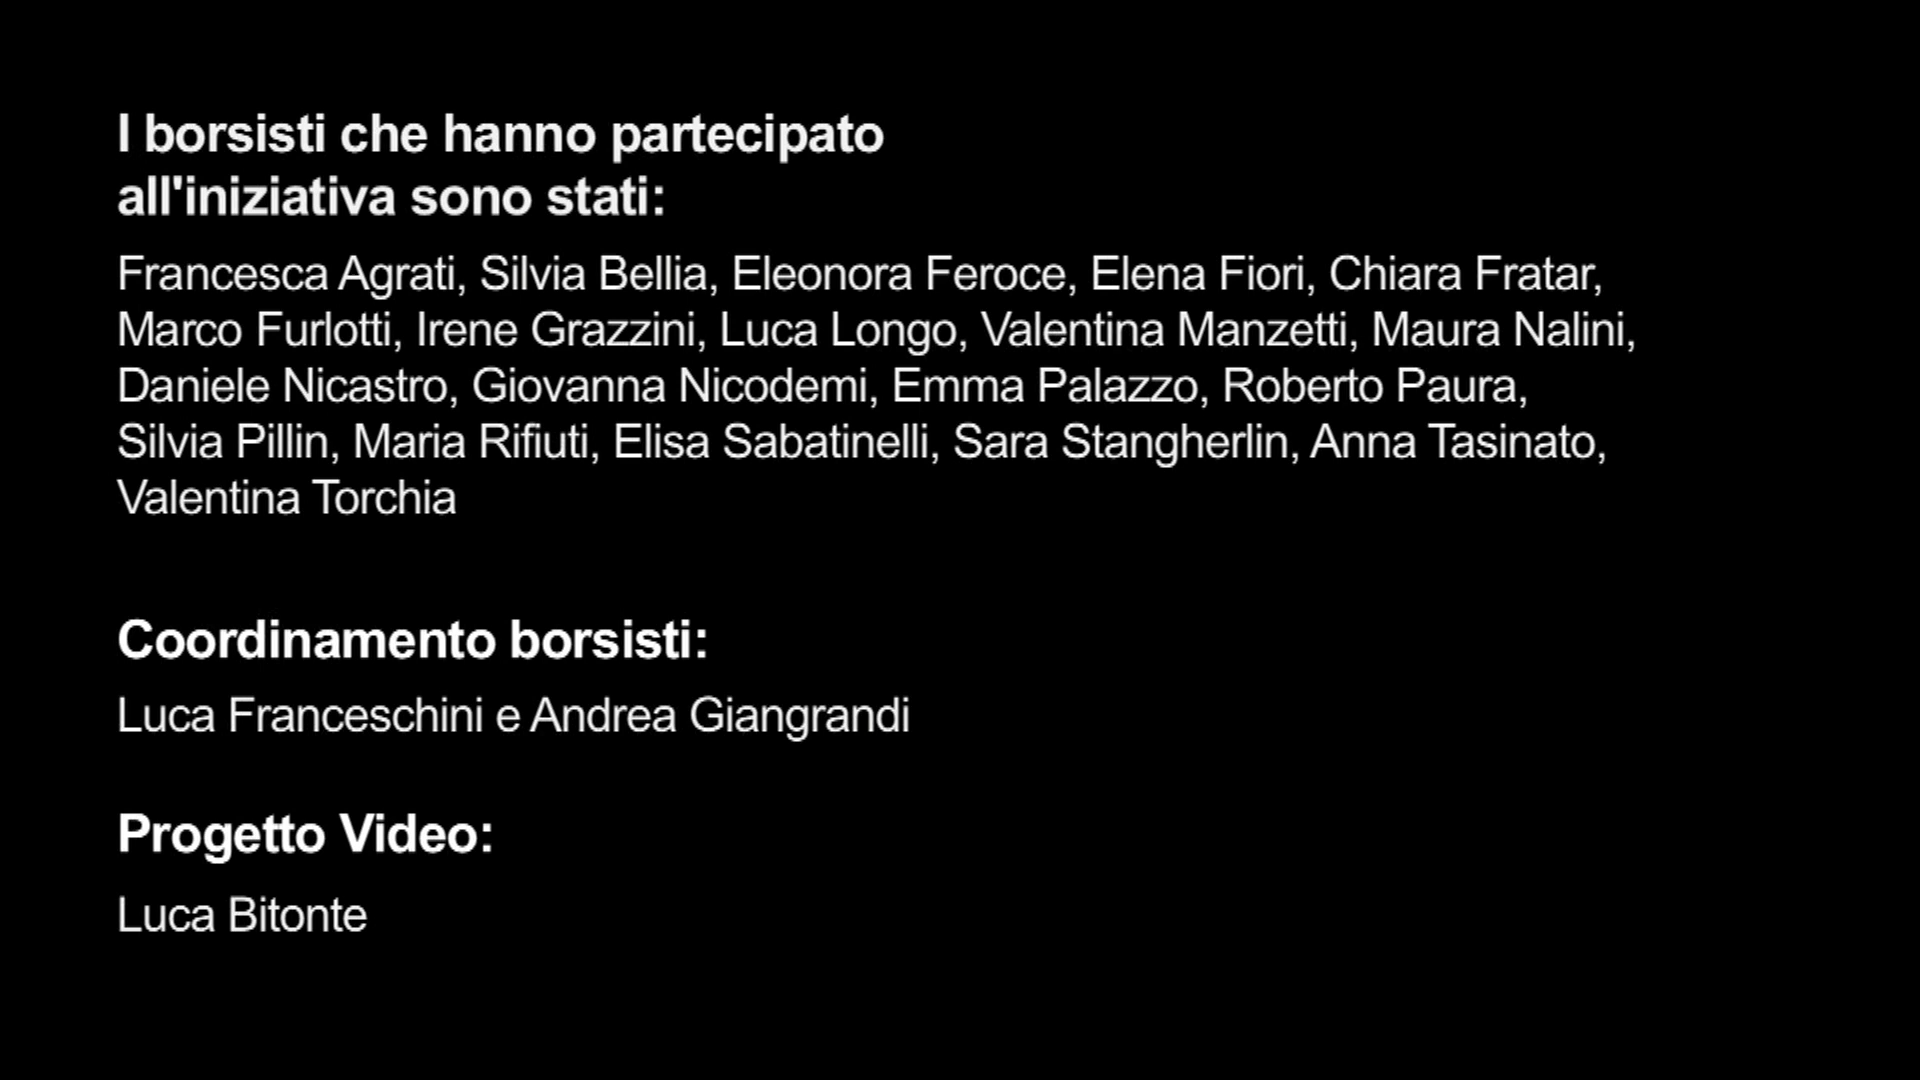 I borsisti che hanno partecipato
all'iniziativa sono stati:
Francesca Agrati, Silvia Bellia, Eleonora Feroce, Elena Fiori, Chiara Fratar,
Marco Furlotti, Irene Grazzini, Luca Longo, Valentina Manzetti, Maura Nalini,
Daniele Nicastro, Giovanna Nicodemi, Emma Palazzo, Roberto Paura,
Silvia Pillin, Maria Rifiuti, Elisa Sabatinelli, Sara Stangherlin, Anna Tasinato,
Valentina Torchia
Coordinamento borsisti:
Luca Franceschini e Andrea Giangrandi
Progetto Video:
Luca Bitonte